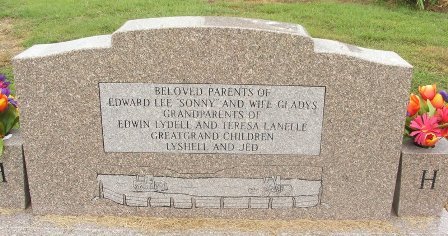 BELOVED PARENTS OF
EDWARD LEE "SONNY" AND WIFE GLADYS
GRANDPARENTS OF
EDWIN LYDELL AND TERESA LANELLE
GREATGRAND CHILDREN
LYSHELL AND JED
H